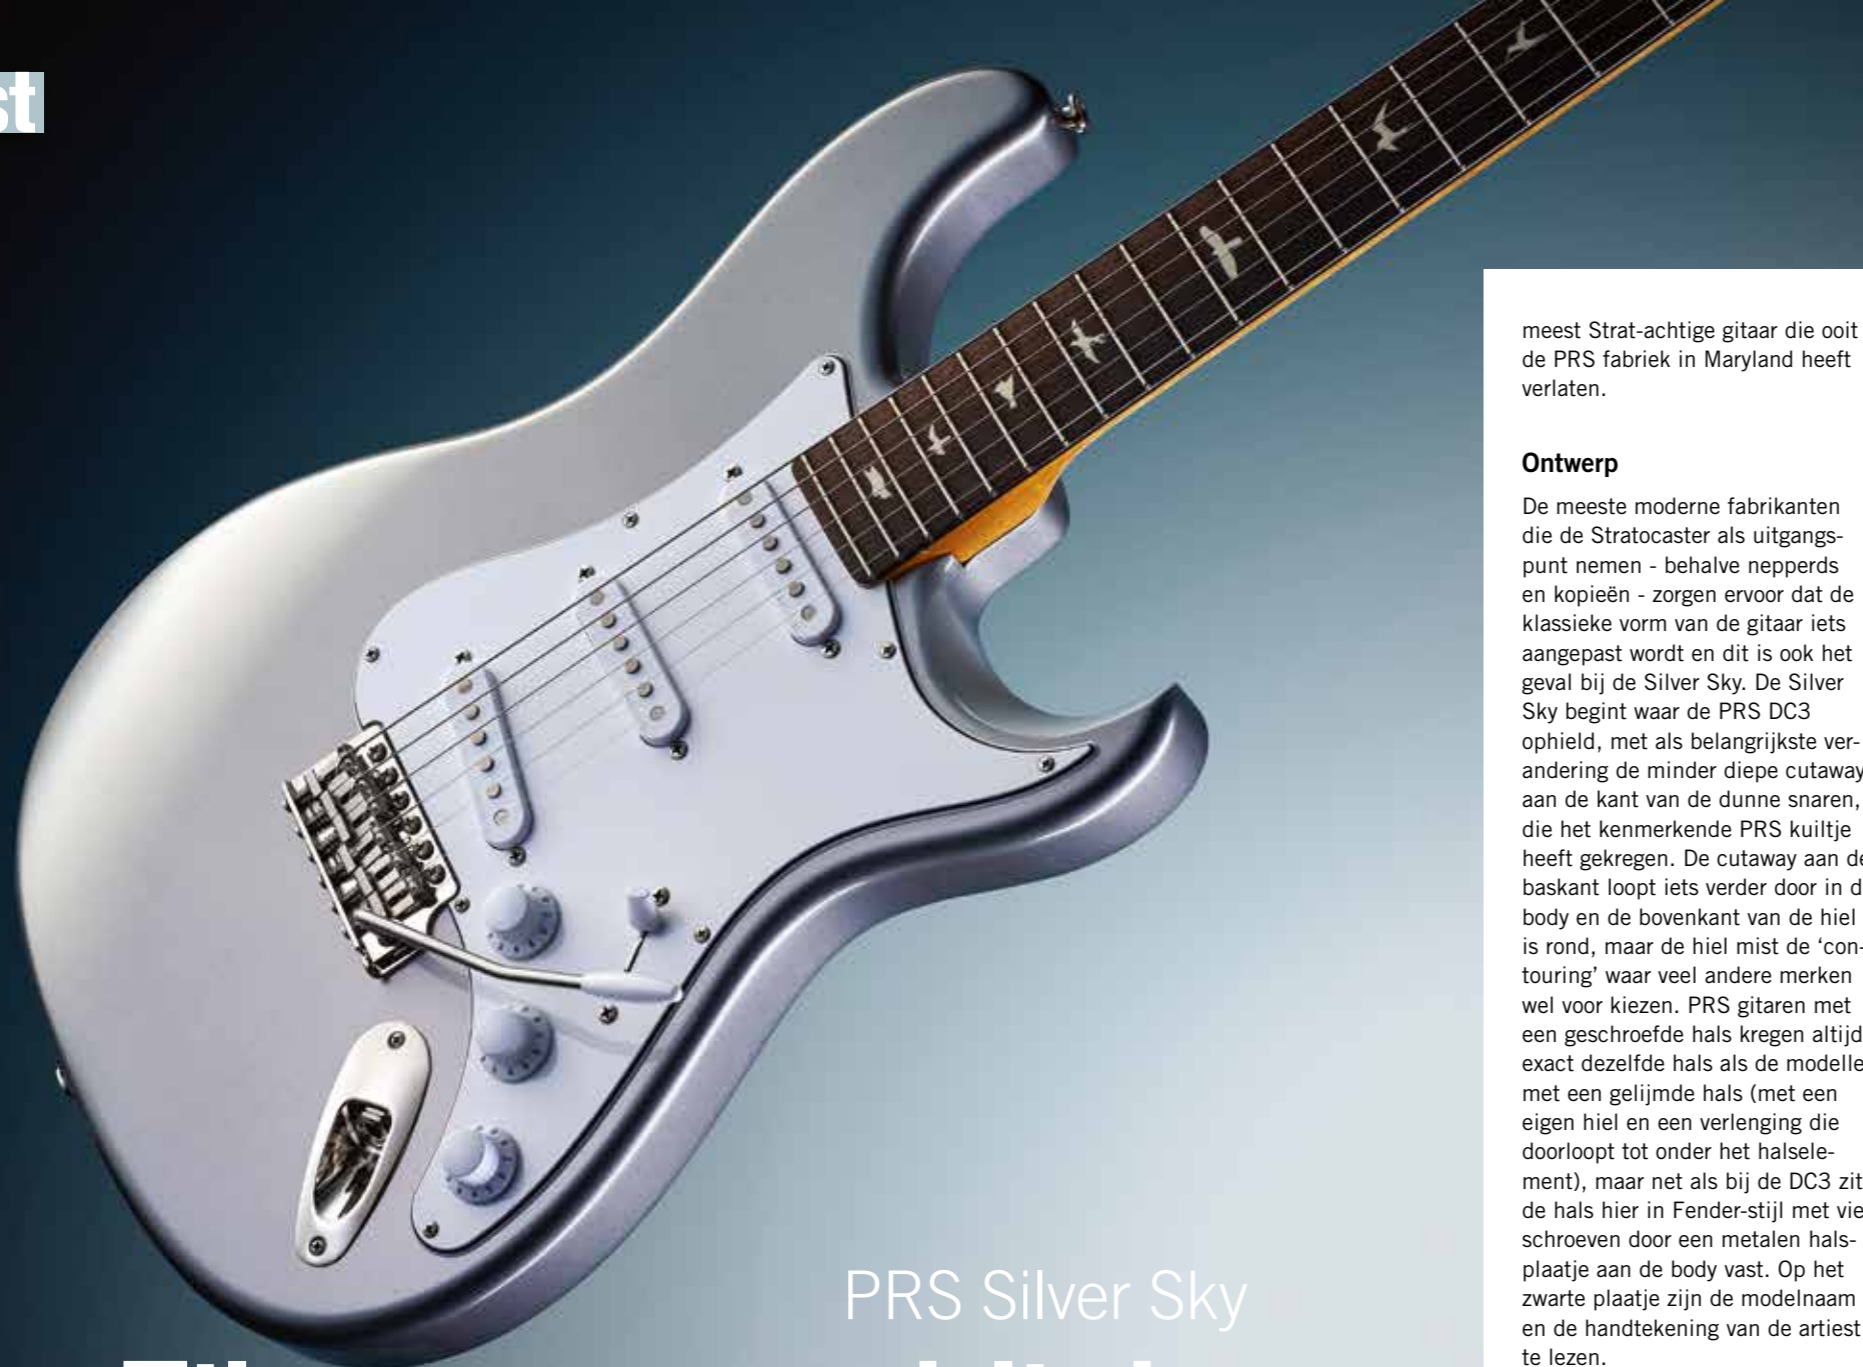 st
meest Strat-achtige gitaar die ooit
de PRS fabriek in Maryland heeft
verlaten.
Ontwerp
De meeste moderne fabrikanten
die de Stratocaster als uitgangs-
punt nemen - behalve nepperds
en kopieën - zorgen ervoor dat de
klassieke vorm van de gitaar iets
aangepast wordt en dit is ook het
geval bij de Silver Sky. De Silver
Sky begint waar de PRS DC3
ophield, met als belangrijkste ver-
andering de minder diepe cutaway
aan de kant van de dunne snaren,
die het kenmerkende PRS kuiltje
heeft gekregen. De cutaway aan de
baskant loopt iets verder door in d
body en de bovenkant van de hiel
is rond, maar de hiel mist de ‘con-
touring’ waar veel andere merken
wel voor kiezen. PRS gitaren met
een geschroefde hals kregen altijd
exact dezelfde hals als de modelle
met een gelijmde hals (met een
eigen hiel en een verlenging die
doorloopt tot onder het halsele-
ment), maar net als bij de DC3 zit
de hals hier in Fender-stijl met vie
schroeven door een metalen hals-
plaatje aan de body vast. Op het
zwarte plaatje zijn de modelnaam
en de handtekening van de artiest
te lezen.
PRS Silver Sky